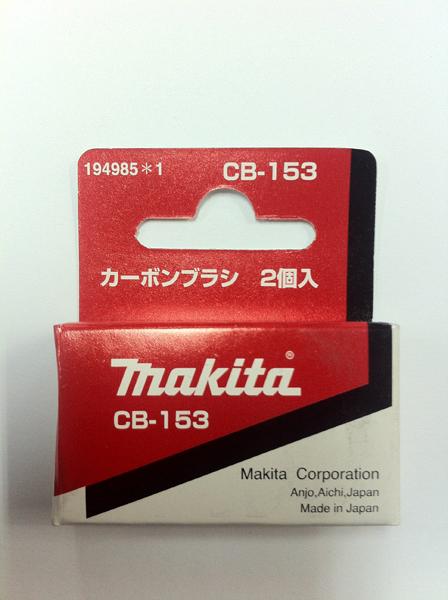 194985＊1 CB-153
カーボンブラシ 2個入
makita®
CB-153
Makita Corporation
Anjo,Aichi,Japan
Made in Japan